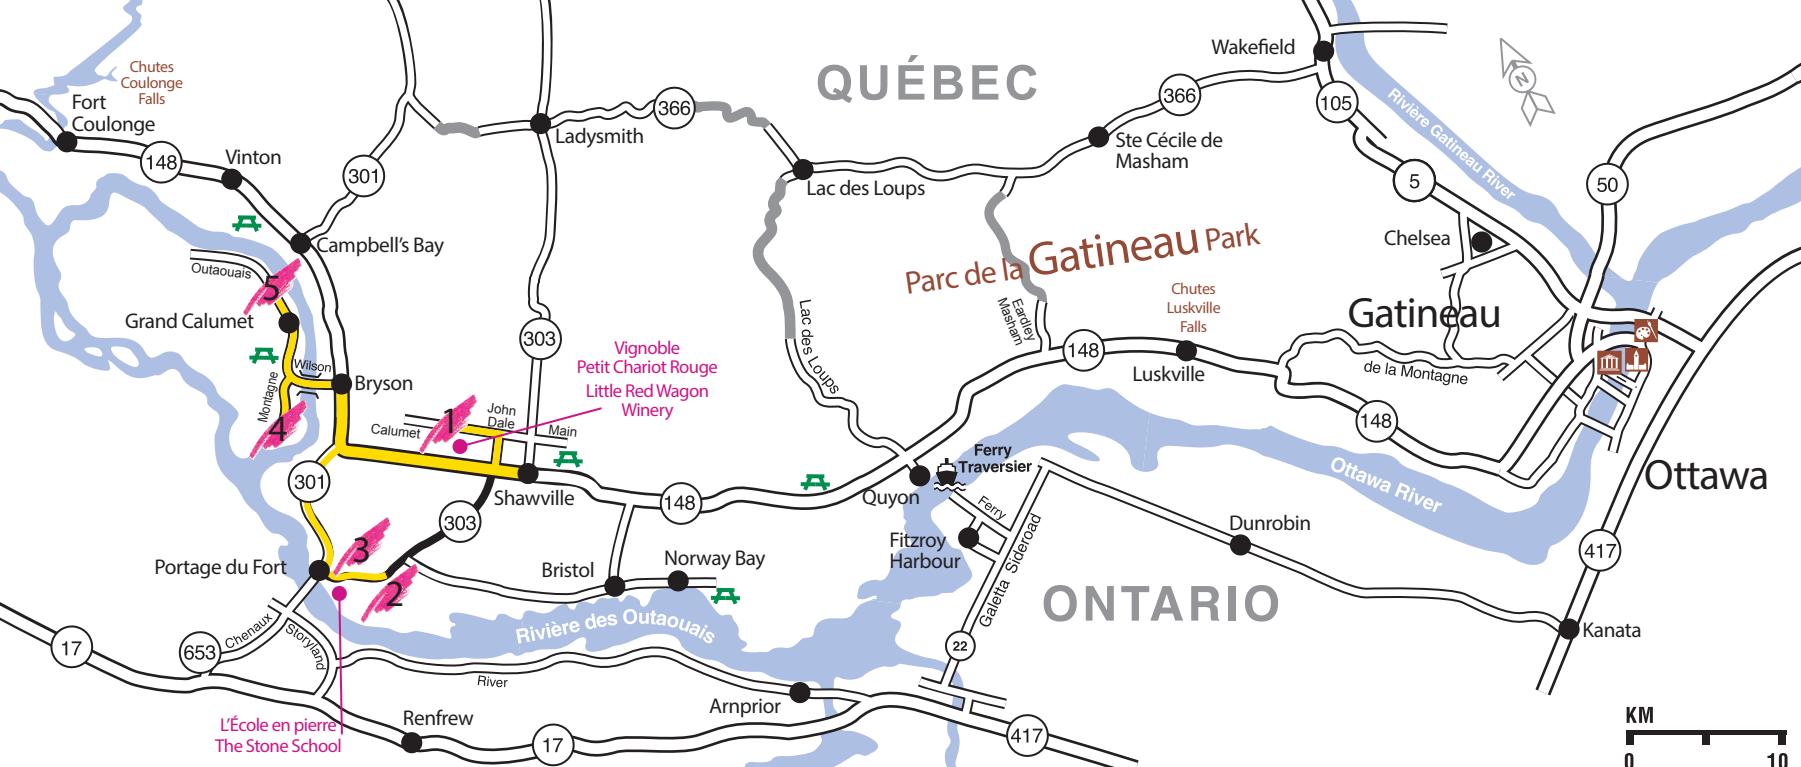 Chutes
Coulonge
Falls
Fort
Coulonge
148
Vinton
301
Campbell's Bay
Outaouais
5
Grand Calumet
Wilson
Montagne
Bryson
4
Calumet
1
John
Dale
Main
303
Vignoble
Petit Chariot Rouge
Little Red Wagon
Winery
Shawville
301
303
3
2
Portage du Fort
Chenaux
Storyland
653
17
River
L'École en pierre
The Stone School
Renfrew
17
Arnprior
417
Ladysmith
366
QUÉBEC
Lac des Loups
Lac des Loups
366
Ste Cécile de
Masham
Wakefield
105
N
Rivière Gatineau River
5
50
Chelsea
Parc de la Gatineau Park
Eardley
Masham
Chutes
Luskville
Falls
148
Luskville
Gatineau
de la Montagne
148
Ottawa River
Ottawa
148
Quyon
Ferry
Traversier
Ferry
Fitzroy
Harbour
Galetta Sideroad
22
Bristol
Norway Bay
Rivière des Outaouais
ONTARIO
Dunrobin
Kanata
417
KM
0
10